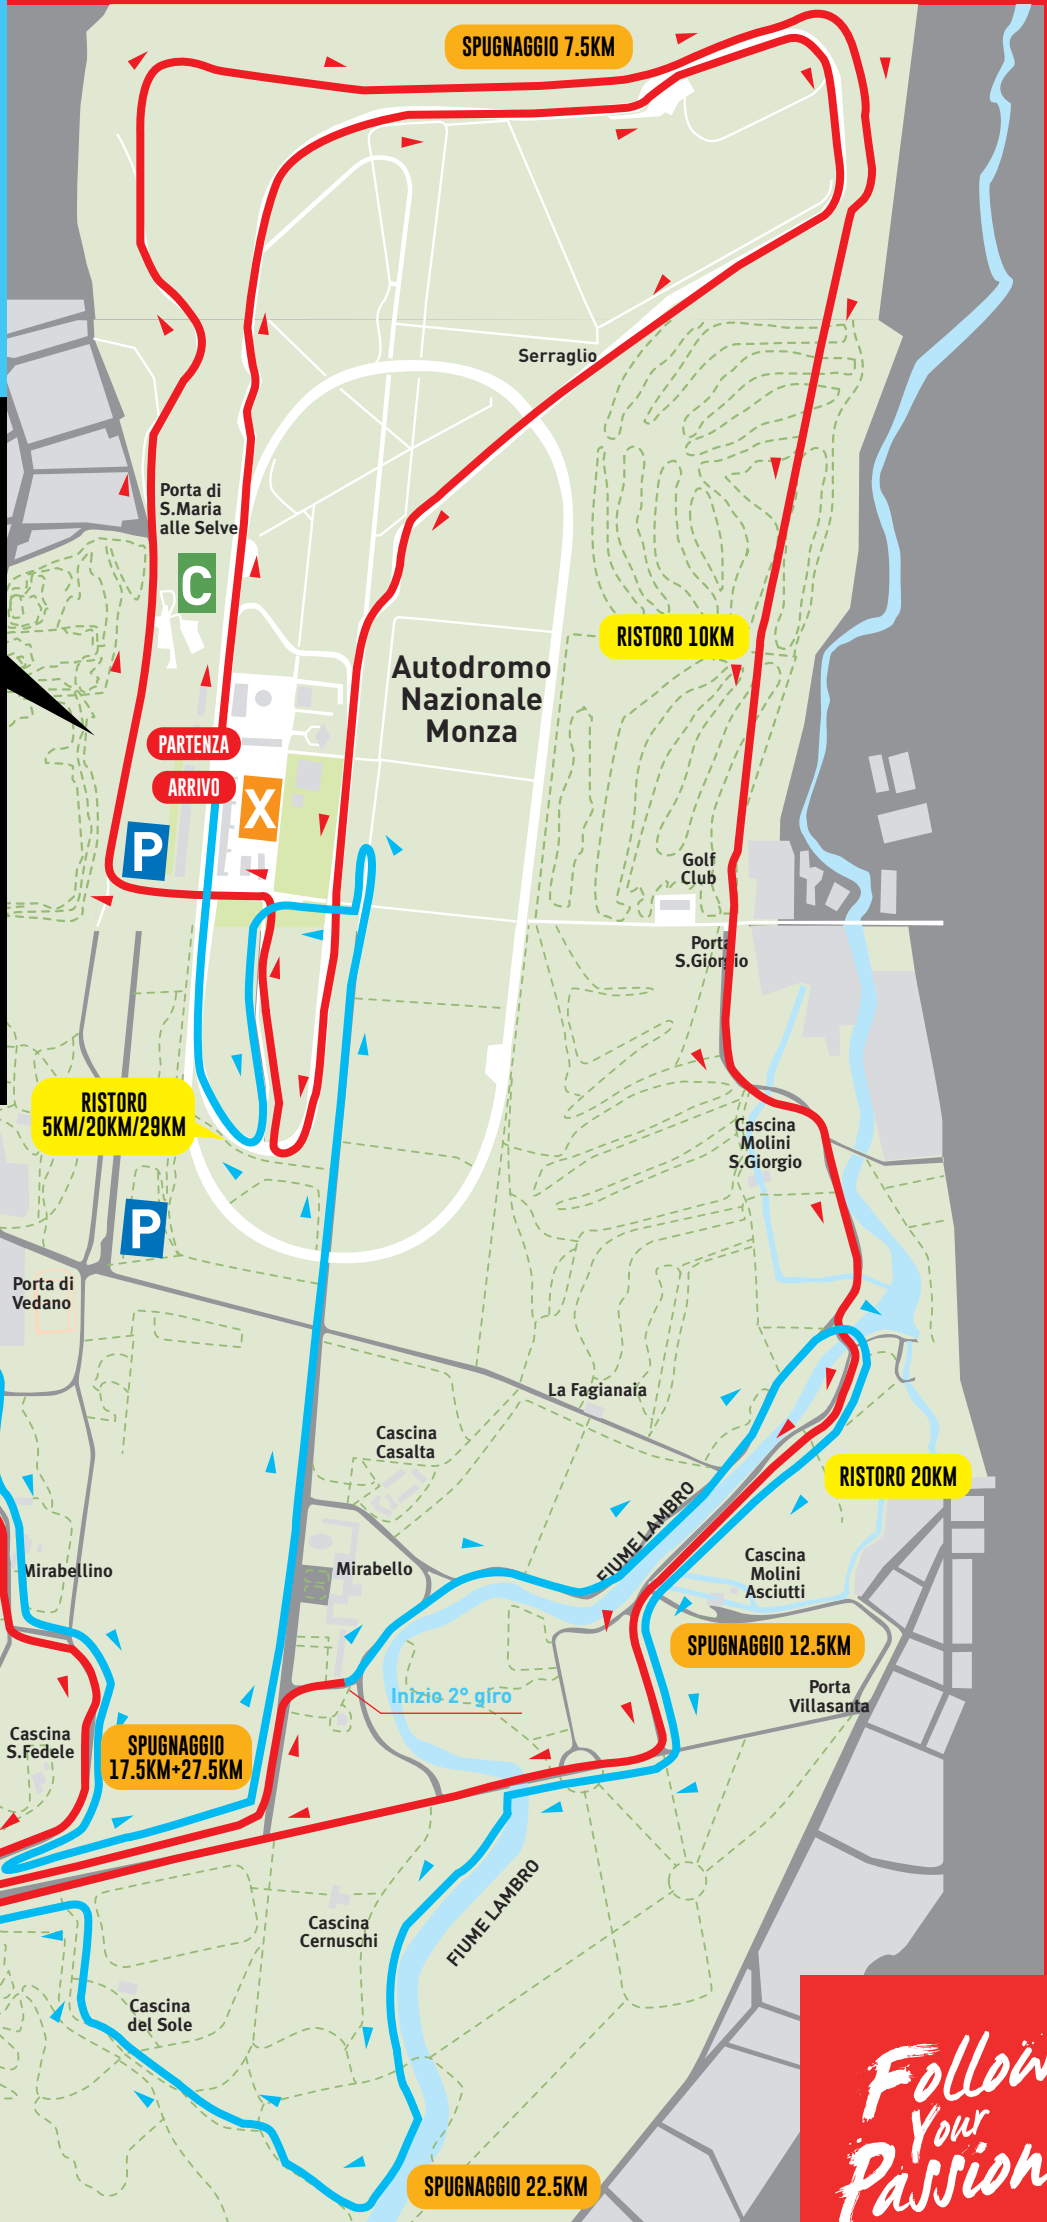 SPUGNAGGIO 7.5KM
Serraglio
Porta di
S.Maria
alle Selve
C
RISTORO 10KM
Autodromo
Nazionale
Monza
PARTENZA
ARRIVO
X
P
Golf
Club
Porta
S.Giorgio
RISTORO
5KM/20KM/29KM
Cascina
Molini
S.Giorgio
P
Porta di
Vedano
La Fagianaia
Cascina
Casalta
RISTORO 20KM
FIUME LAMBRO
Mirabellino
Mirabello
Cascina
Molini
Asciutti
SPUGNAGGIO 12.5KM
Inizio 2° giro
Porta
Villasanta
Cascina
S.Fedele
SPUGNAGGIO
17.5KM+27.5KM
FIUME LAMBRO
Cascina
Cernuschi
Cascina
del Sole
SPUGNAGGIO 22.5KM
Follow
Your
Passion